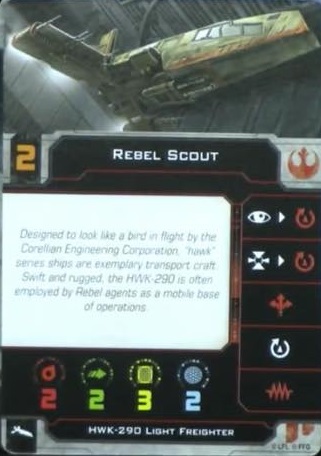 2
REBEL SCOUT
Designed to look like a bird in flight by the
Corellian Engineering Corporation, "hawk"
series ships are exemplary transport craft.
Swift and rugged, the HWK-290 is often
employed by Rebel agents as a mobile base
of operations.
2 2 3 2
HWK-290 LIGHT FREIGHTER
© LFL © FFG